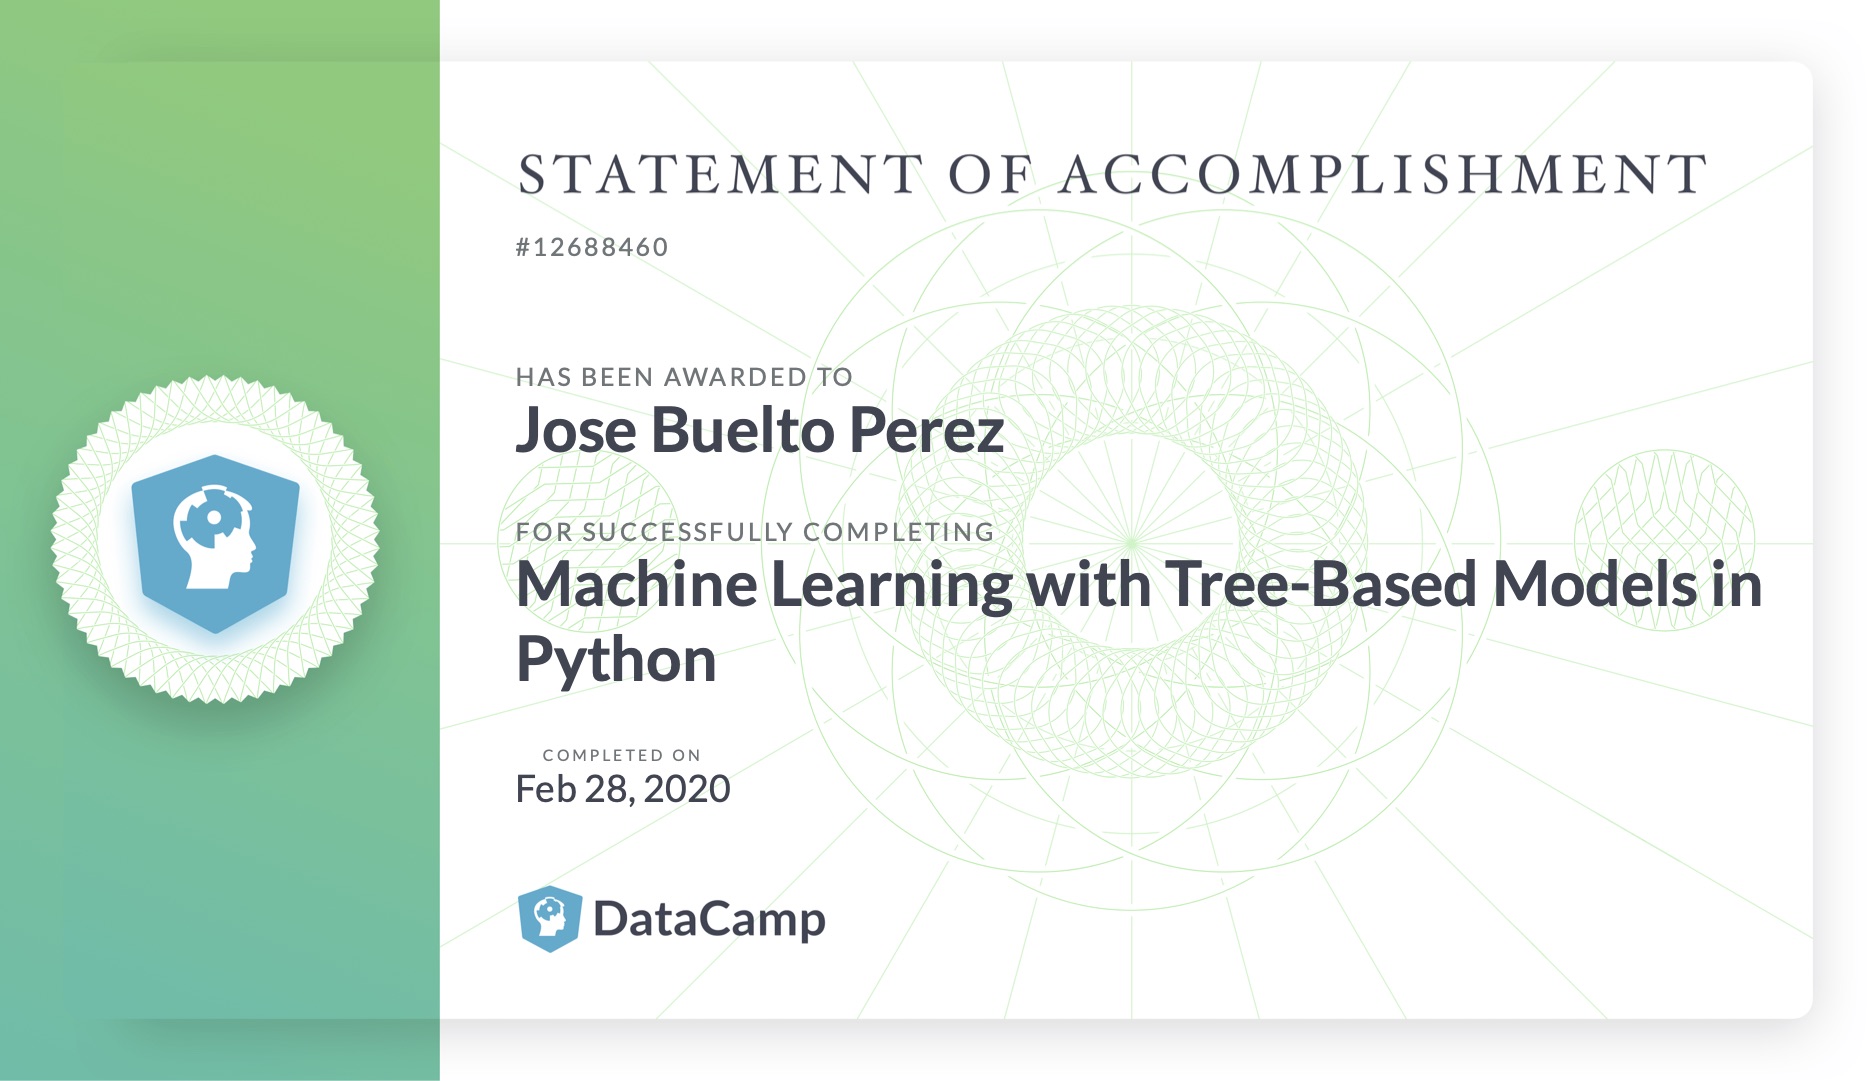 STATEMENT OF ACCOMPLISHMENT
#12688460
HAS BEEN AWARDED TO
Jose Buelto Perez
FOR SUCCESSFULLY COMPLETING
Machine Learning with Tree-Based Models in
Python
COMPLETED ON
Feb 28, 2020
DataCamp